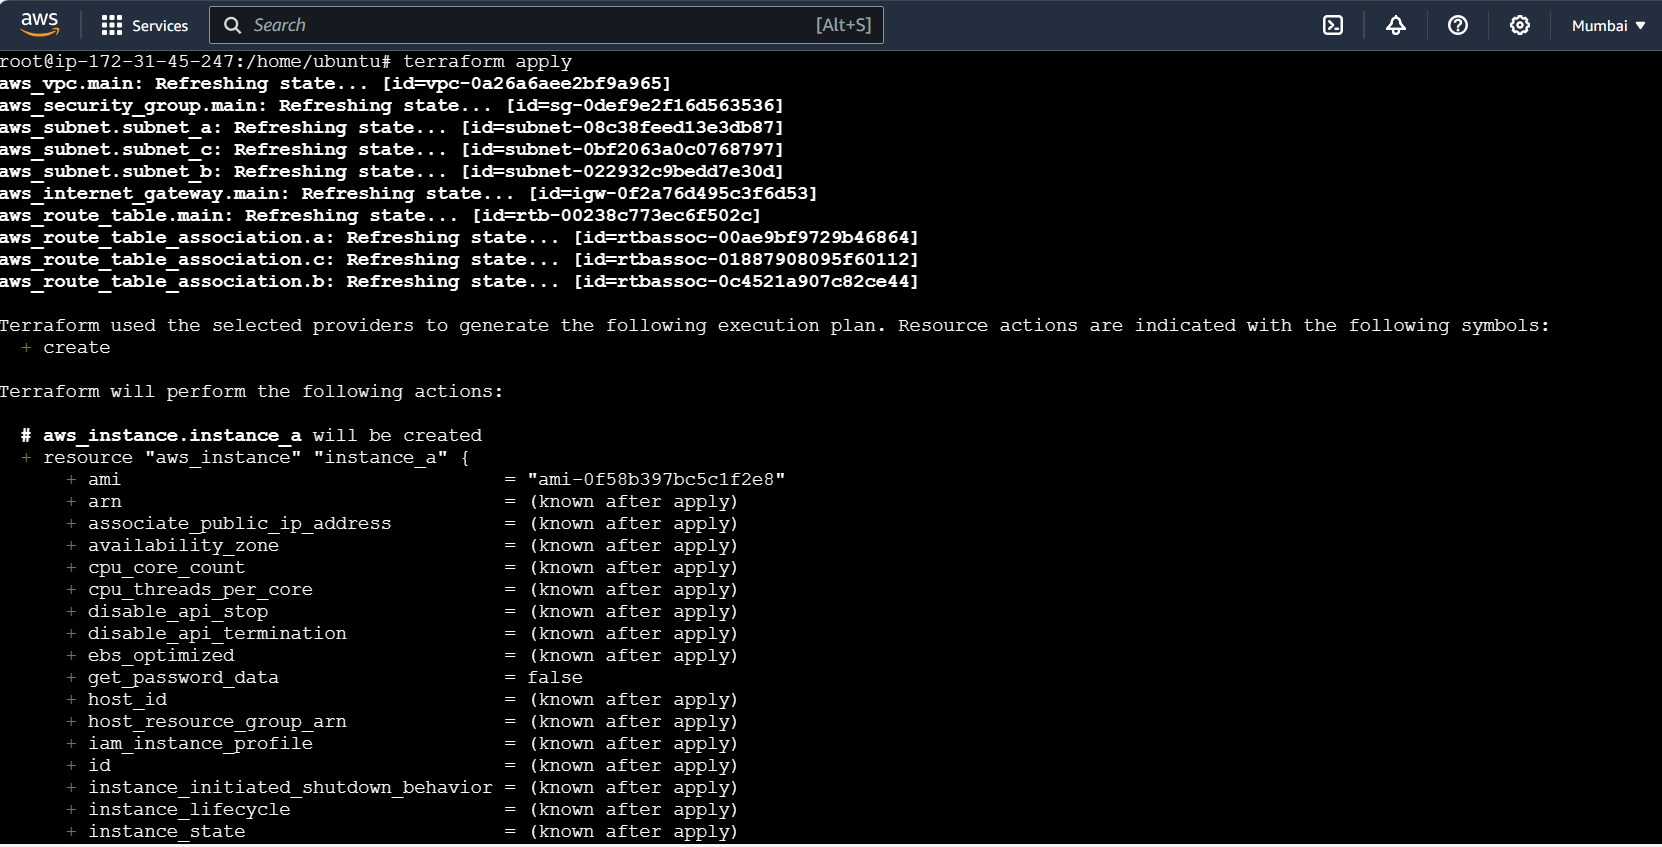 aws Services Search [Alt+S] Mumbai
root@ip-172-31-45-247:/home/ubuntu# terraform apply
aws_vpc.main: Refreshing state... [id=vpc-0a26a6aee2bf9a965]
aws_security_group.main: Refreshing state... [id=sg-0def9e2f16d563536]
aws_subnet.subnet_a: Refreshing state... [id=subnet-08c38feed13e3db87]
aws_subnet.subnet_c: Refreshing state... [id=subnet-0bf2063a0c0768797]
aws_subnet.subnet_b: Refreshing state... [id=subnet-022932c9bedd7e30d]
aws_internet_gateway.main: Refreshing state... [id=igw-0f2a76d495c3f6d53]
aws_route_table.main: Refreshing state... [id=rtb-00238c773ec6f502c]
aws_route_table_association.a: Refreshing state... [id=rtbassoc-00ae9bf9729b46864]
aws_route_table_association.c: Refreshing state... [id=rtbassoc-01887908095f60112]
aws_route_table_association.b: Refreshing state... [id=rtbassoc-0c4521a907c82ce44]
Terraform used the selected providers to generate the following execution plan. Resource actions are indicated with the following symbols:
+ create
Terraform will perform the following actions:
# aws_instance.instance_a will be created
+ resource "aws_instance" "instance_a" {
+ ami = "ami-0f58b397bc5c1f2e8"
+ arn = (known after apply)
+ associate_public_ip_address = (known after apply)
+ availability_zone = (known after apply)
+ cpu_core_count = (known after apply)
+ cpu_threads_per_core = (known after apply)
+ disable_api_stop = (known after apply)
+ disable_api_termination = (known after apply)
+ ebs_optimized = (known after apply)
+ get_password_data = false
+ host_id = (known after apply)
+ host_resource_group_arn = (known after apply)
+ iam_instance_profile = (known after apply)
+ id = (known after apply)
+ instance_initiated_shutdown_behavior = (known after apply)
+ instance_lifecycle = (known after apply)
+ instance_state = (known after apply)